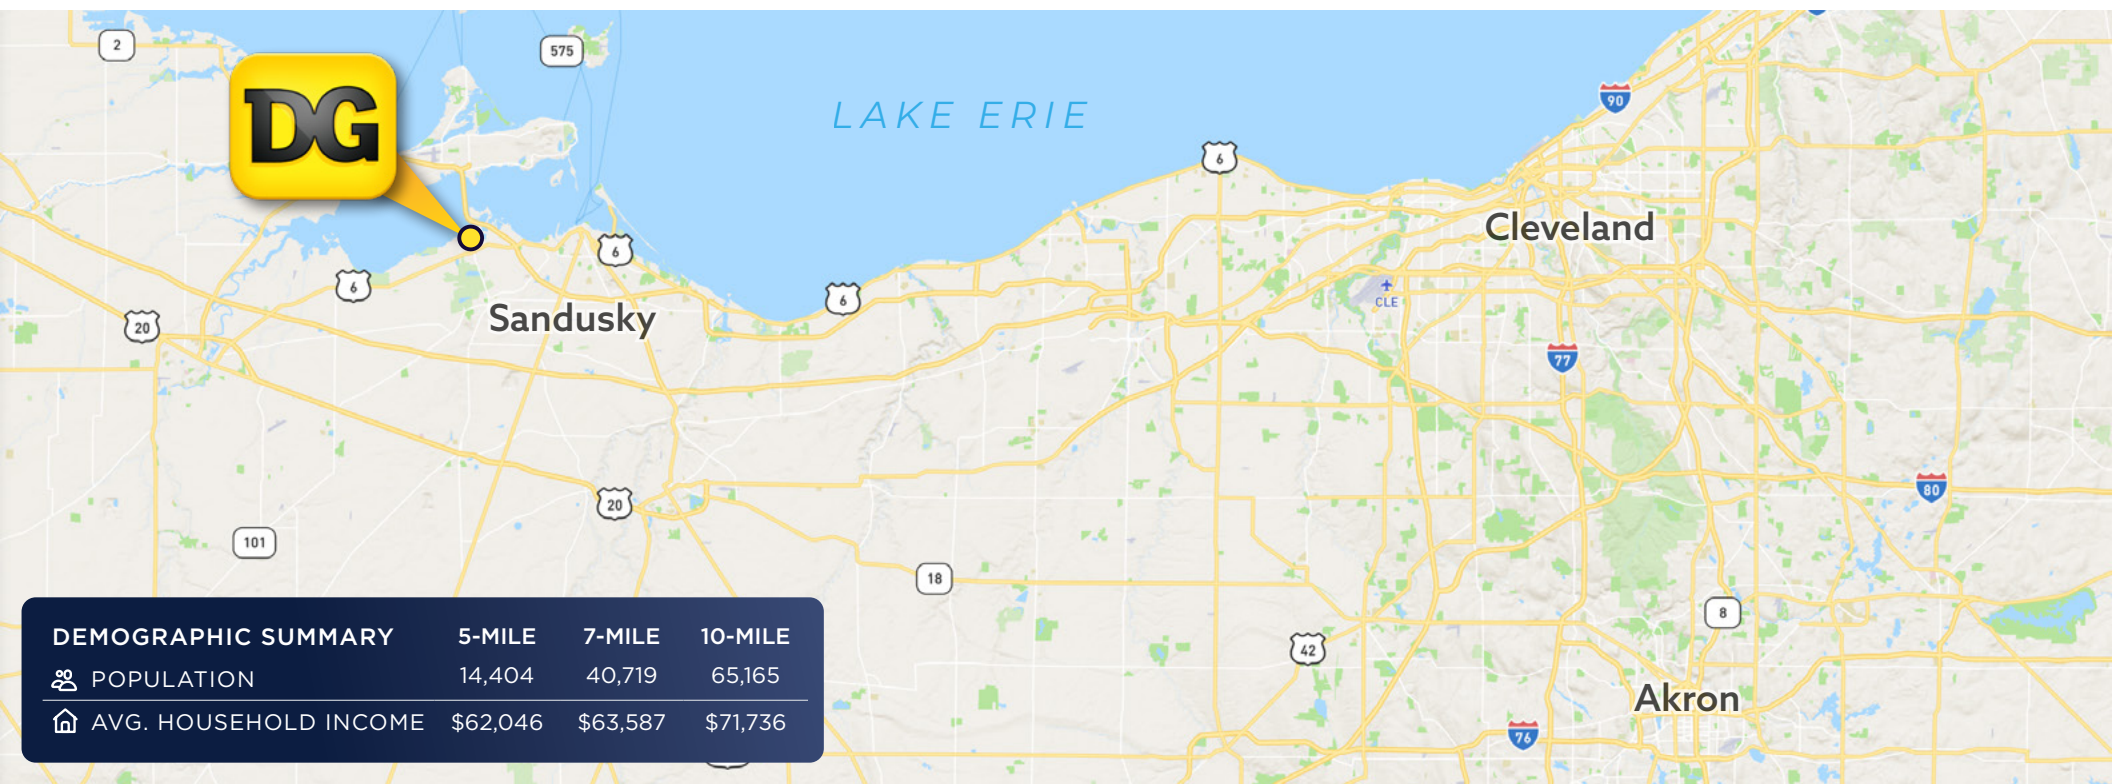 2
575
DG
LAKE ERIE
90
6
Cleveland
6
6
6
CLE
20
Sandusky
77
80
20
101
18
8
42
Akron
76
DEMOGRAPHIC SUMMARY 5-MILE 7-MILE 10-MILE
POPULATION 14,404 40,719 65,165
AVG. HOUSEHOLD INCOME $62,046 $63,587 $71,736